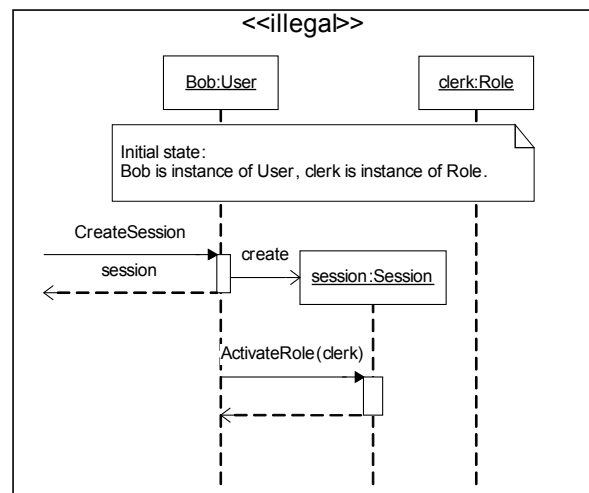 <<illegal>>
Bob:User
clerk:Role
Initial state:
Bob is instance of User, clerk is instance of Role.
CreateSession
create
session
session:Session
ActivateRole(clerk)